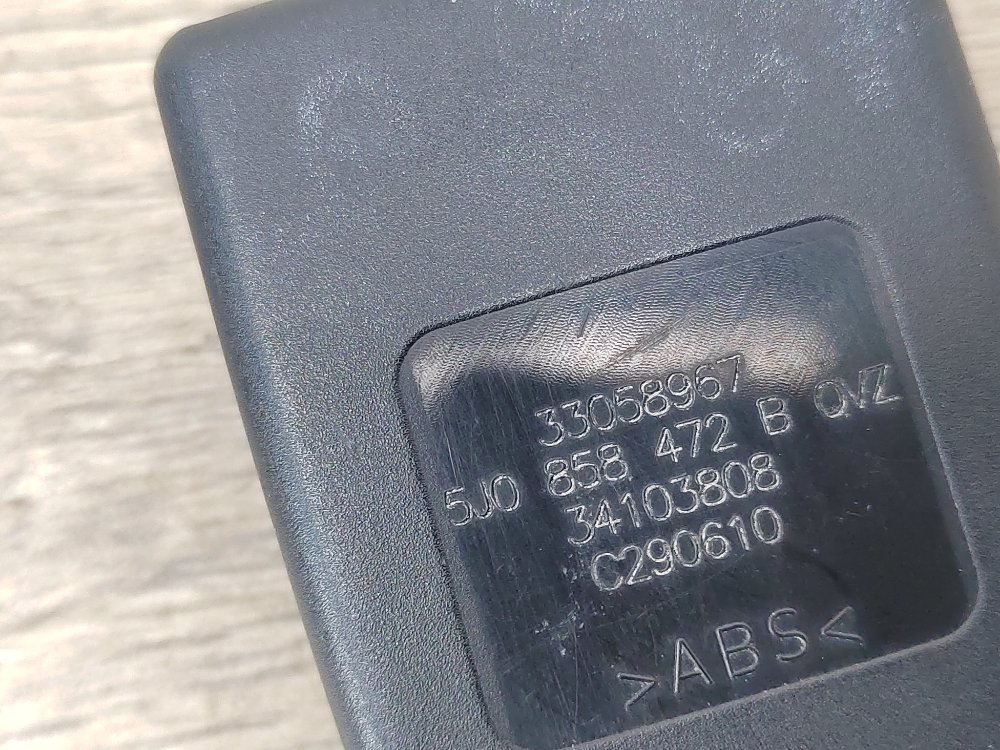 33058967
5J0 858 472 B QVZ
34103808
C290610
>ABS<